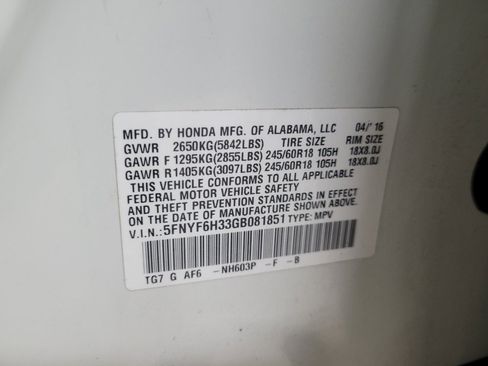 MFD. BY HONDA MFG. OF ALABAMA, LLC 04/'16
GVWR 2650KG(5842LBS) TIRE SIZE RIM SIZE
GAWR F 1295KG(2855LBS) 245/60R18 105H 18X8.0J
GAWR R 1405KG(3097LBS) 245/60R18 105H 18X8.0J
THIS VEHICLE CONFORMS TO ALL APPLICABLE
FEDERAL MOTOR VEHICLE SAFETY
AND THEFT PREVENTION STANDARDS IN EFFECT
ON THE DATE OF MANUFACTURE SHOWN ABOVE.
V.I.N.: 5FNYF6H33GB081851 TYPE: MPV
TG7 G AF6 -NH603P -F -B